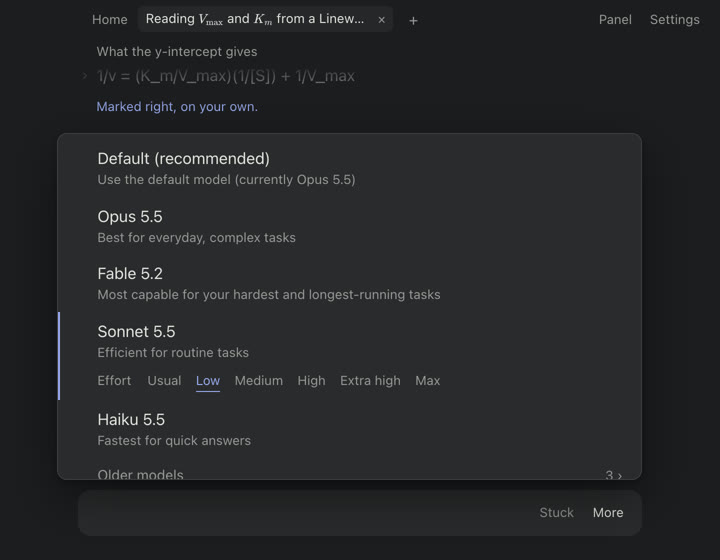 Home Reading Vmax and Km from a Linew... × + Panel Settings
What the y-intercept gives
› 1/v = (K_m/V_max)(1/[S]) + 1/V_max
Marked right, on your own.
Default (recommended)
Use the default model (currently Opus 5.5)
Opus 5.5
Best for everyday, complex tasks
Fable 5.2
Most capable for your hardest and longest-running tasks
Sonnet 5.5
Efficient for routine tasks
Effort Usual Low Medium High Extra high Max
Haiku 5.5
Fastest for quick answers
Older models 3 ›
Stuck More